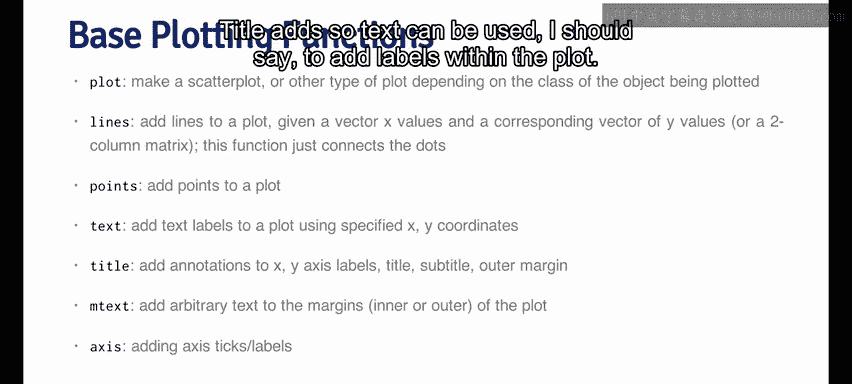 Base Plotting Functions
Title adds so text can be used, I should
say, to add labels within the plot.
· plot: make a scatterplot, or other type of plot depending on the class of the object being plotted
· lines: add lines to a plot, given a vector x values and a corresponding vector of y values (or a 2-
column matrix); this function just connects the dots
· points: add points to a plot
· text: add text labels to a plot using specified x, y coordinates
· title: add annotations to x, y axis labels, title, subtitle, outer margin
· mtext: add arbitrary text to the margins (inner or outer) of the plot
· axis: adding axis ticks/labels